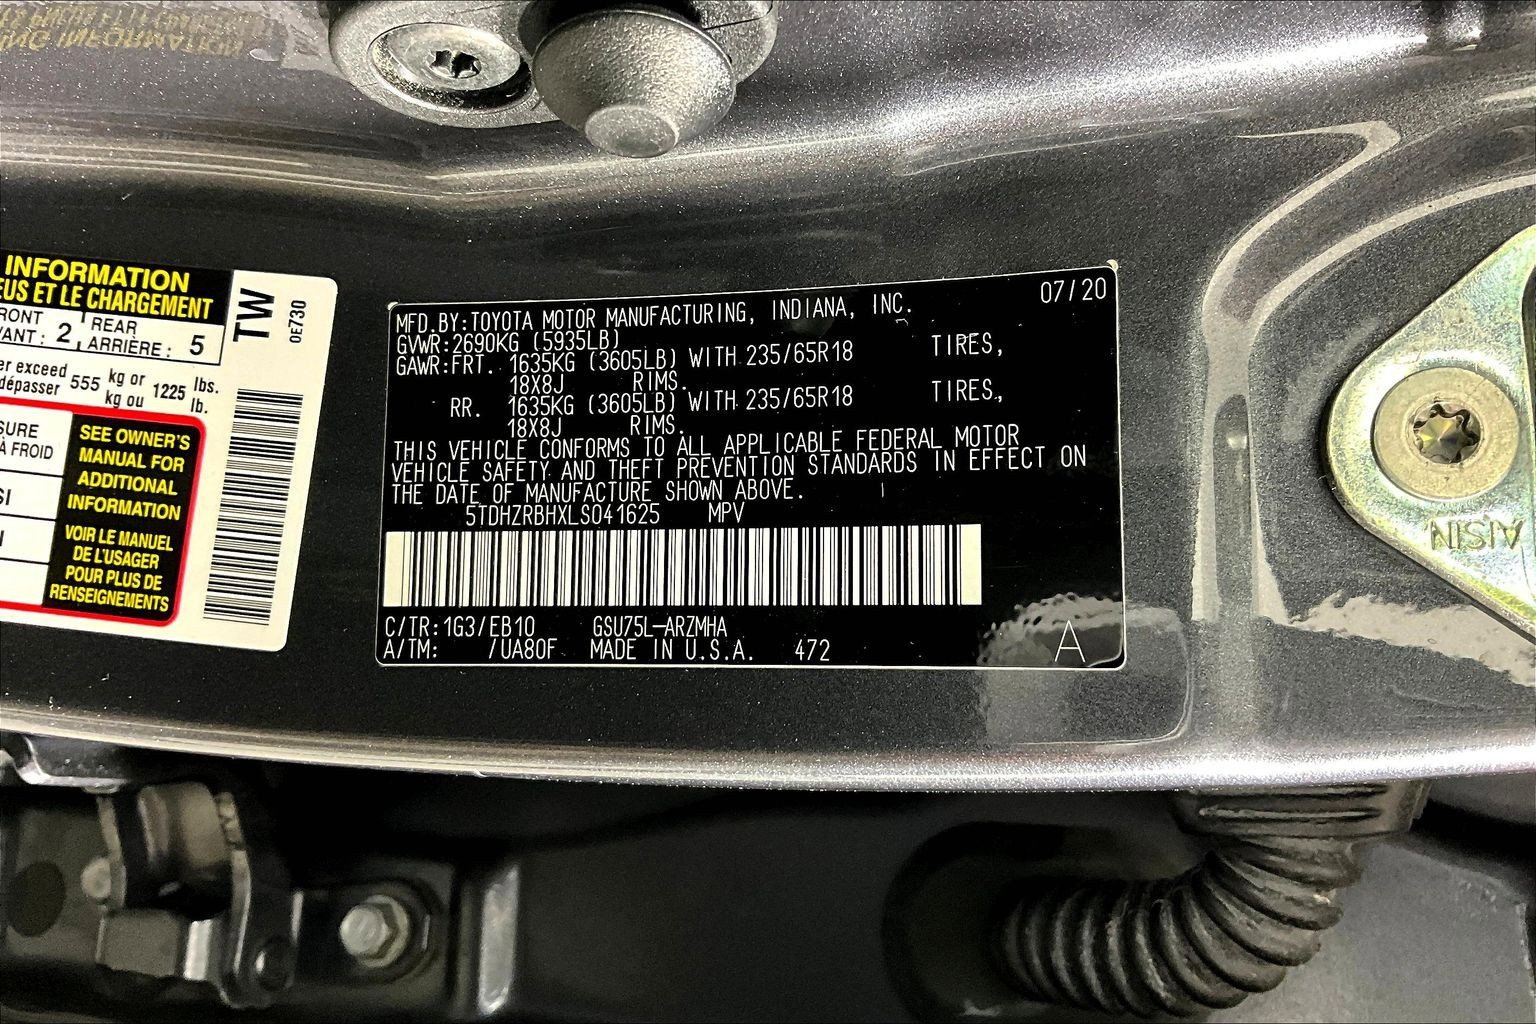 INFORMATION
EUS ET LE CHARGEMENT
TW
0E730
RONT
VANT : 2
REAR
ARRIÈRE : 5
er exceed
dépasser 555 kg or
kg ou 1225 lbs.
lb.
SURE
À FROID
SI
SEE OWNER'S
MANUAL FOR
ADDITIONAL
INFORMATION
VOIR LE MANUEL
DE L'USAGER
POUR PLUS DE
RENSEIGNEMENTS
07/20
MFD.BY:TOYOTA MOTOR MANUFACTURING, INDIANA, INC.
GVWR:2690KG (5935LB)
GAWR:FRT. 1635KG (3605LB) WITH 235/65R18 TIRES,
18X8J RIMS.
RR. 1635KG (3605LB) WITH 235/65R18 TIRES,
18X8J RIMS.
THIS VEHICLE CONFORMS TO ALL APPLICABLE FEDERAL MOTOR
VEHICLE SAFETY AND THEFT PREVENTION STANDARDS IN EFFECT ON
THE DATE OF MANUFACTURE SHOWN ABOVE.
5TDHZRBHXLS041625 MPV
C/TR:1G3/EB10 GSU75L-ARZMHA
A/TM: /UA80F MADE IN U.S.A. 472
A
AISIN